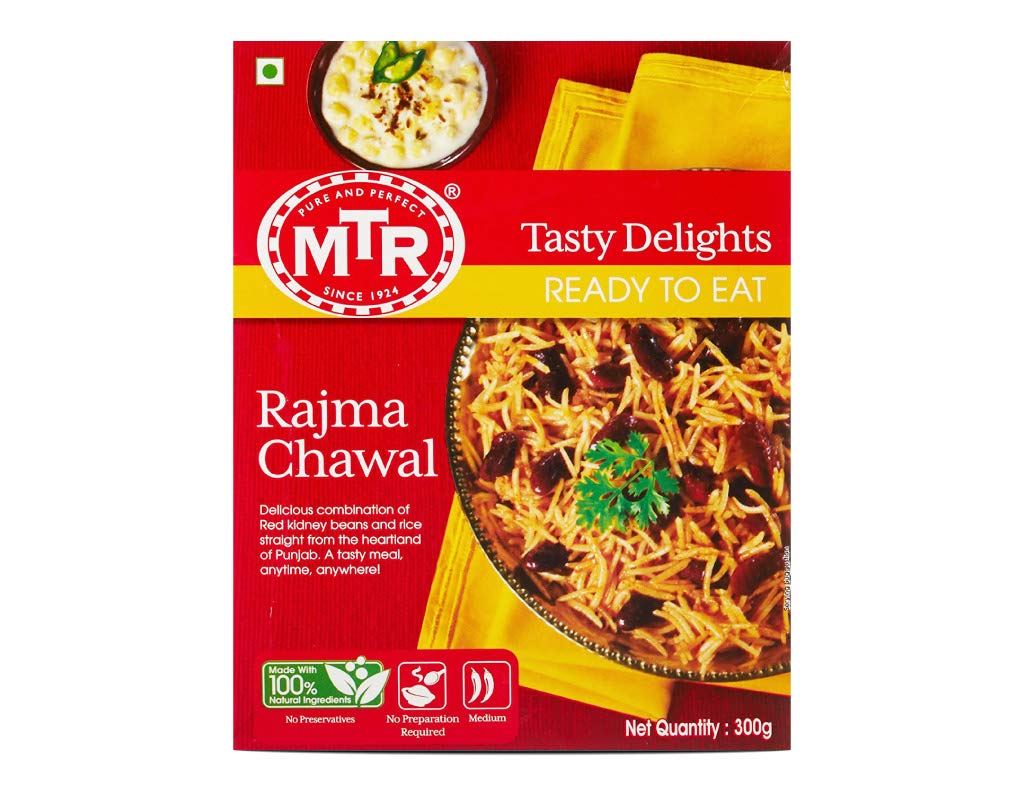 PURE AND PERFECT
MTR
®
SINCE 1924
Tasty Delights
READY TO EAT
Rajma
Chawal
Delicious combination of
Red kidney beans and rice
straight from the heartland
of Punjab. A tasty meal,
anytime, anywhere!
Made With
100%
Natural Ingredients
No Preservatives
No Preparation
Required
Medium
Net Quantity : 300g